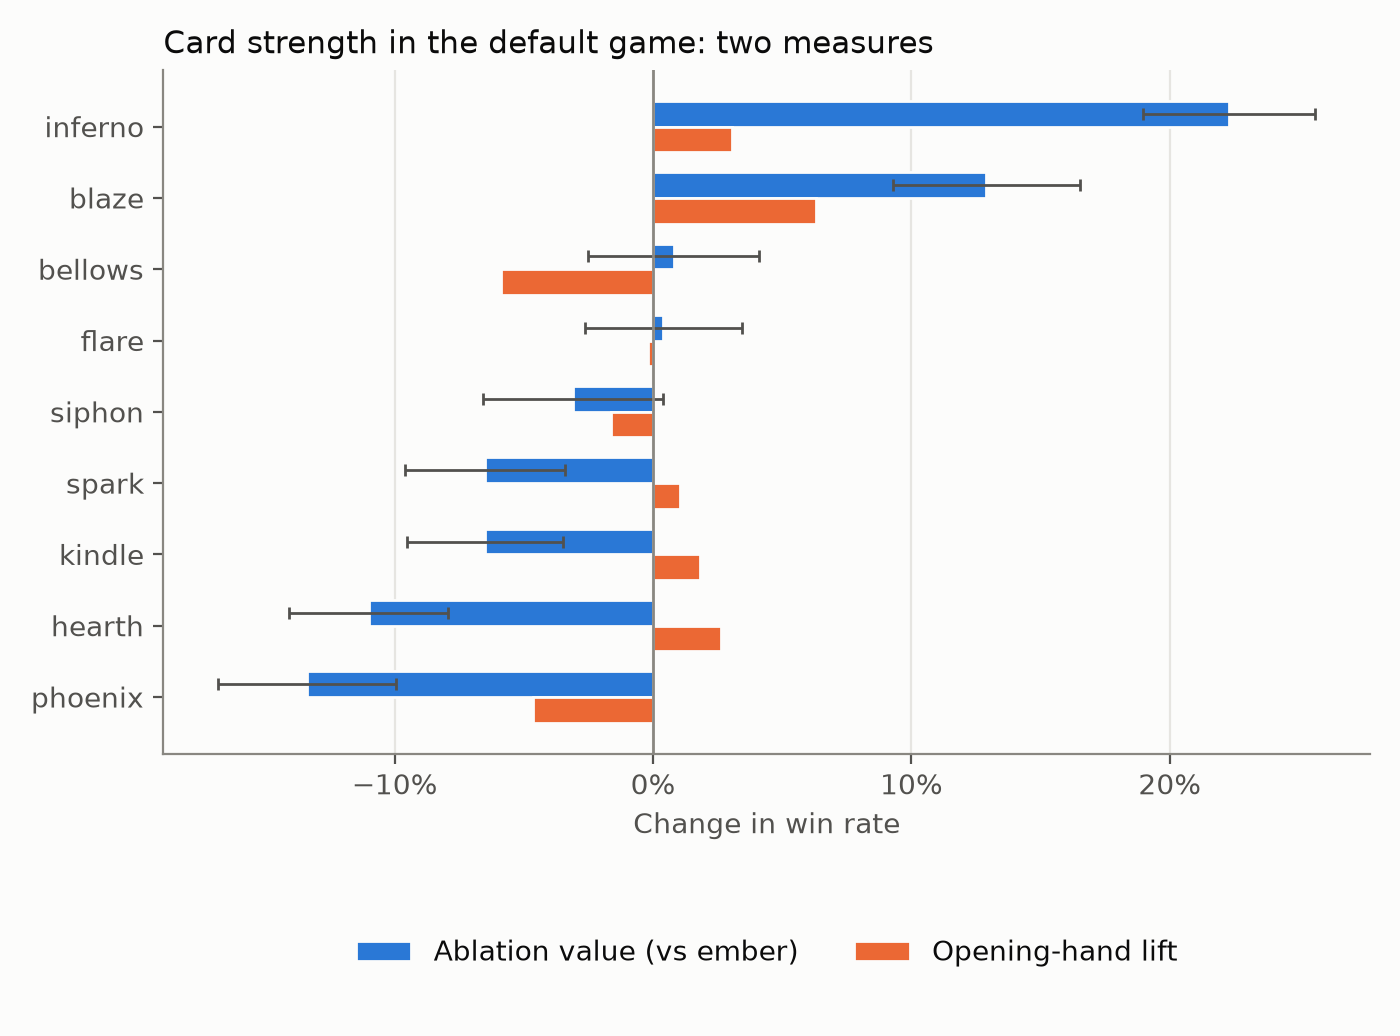 Card strength in the default game: two measures
inferno
blaze
bellows
flare
siphon
spark
kindle
hearth
phoenix
−10%
0%
10%
20%
Change in win rate
Ablation value (vs ember)
Opening-hand lift